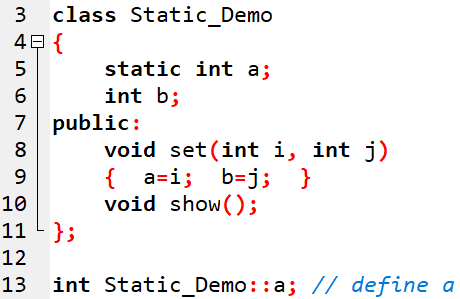 3 class Static_Demo
4 {
5 static int a;
6 int b;
7 public:
8 void set(int i, int j)
9 { a=i; b=j; }
10 void show();
11 };
12
13 int Static_Demo::a; // define a